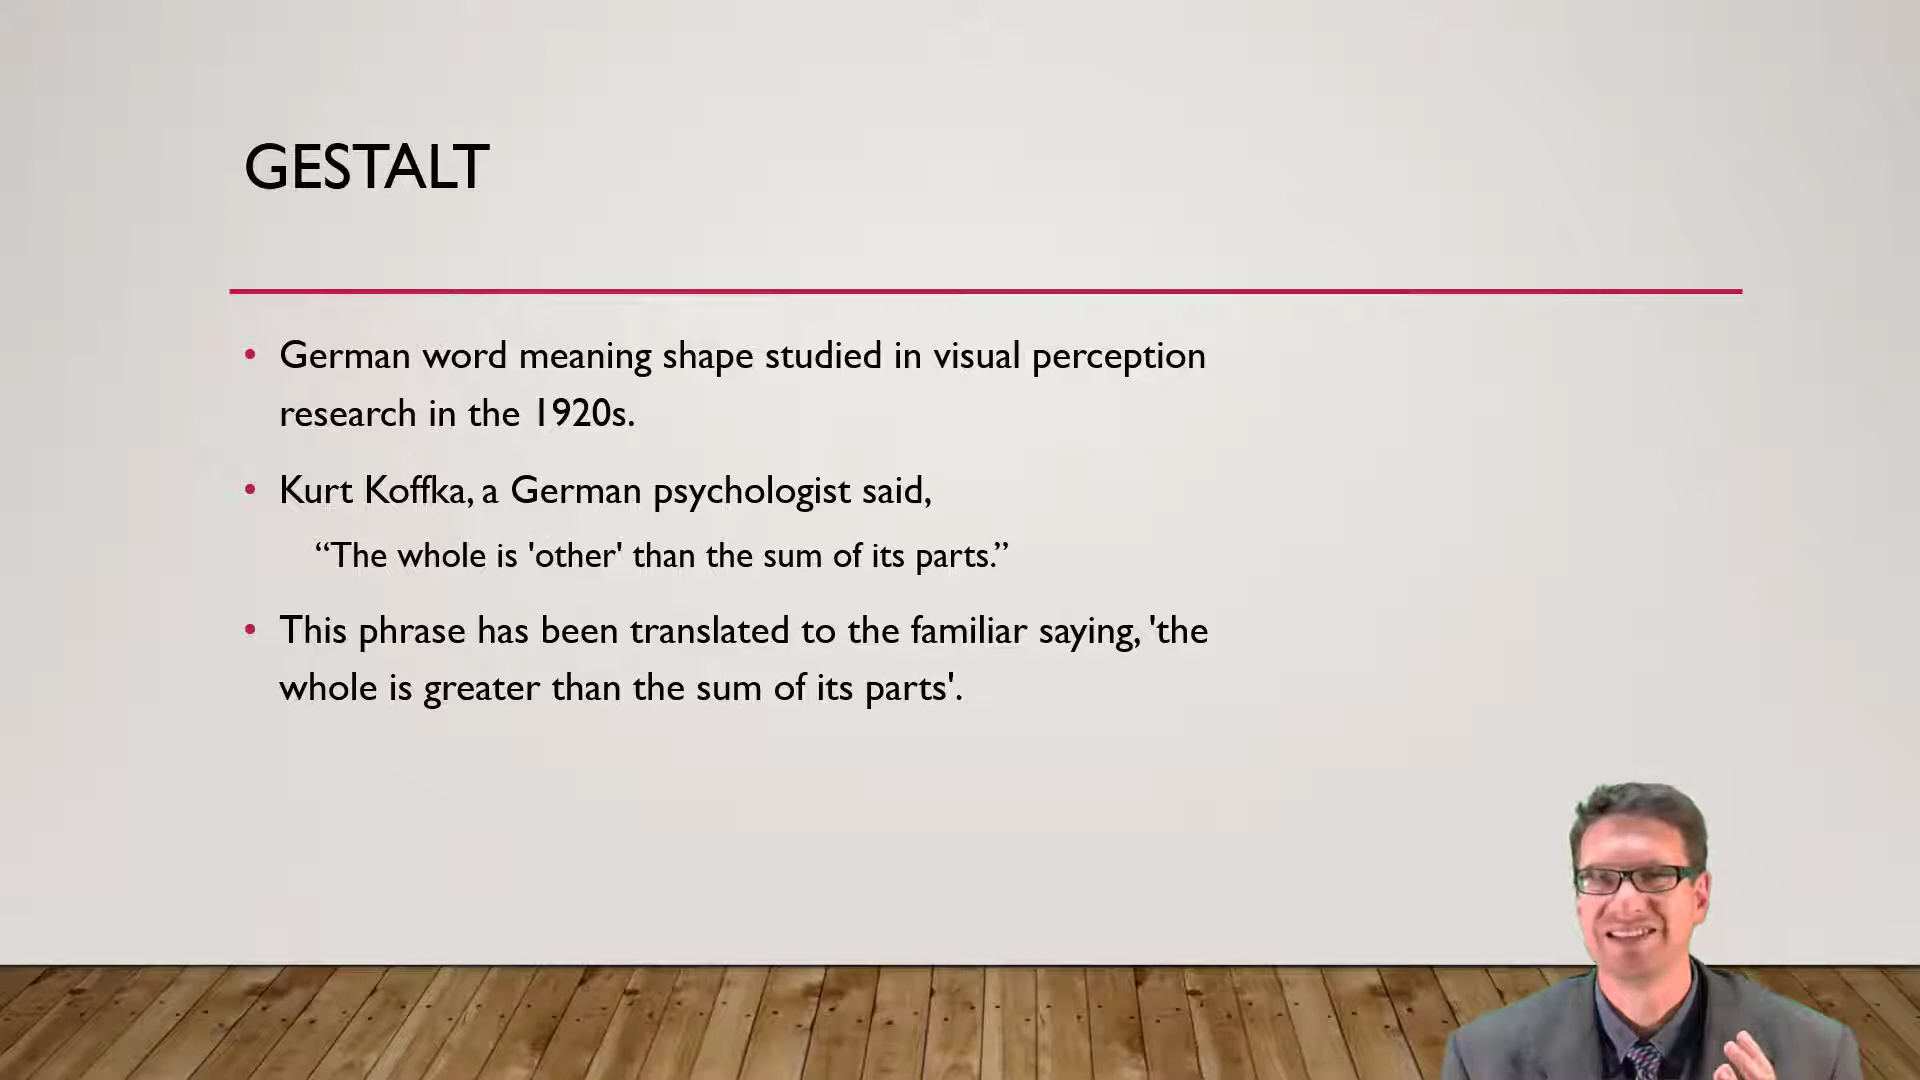 GESTALT
• German word meaning shape studied in visual perception
research in the 1920s.
• Kurt Koffka, a German psychologist said,
“The whole is 'other' than the sum of its parts.”
• This phrase has been translated to the familiar saying, 'the
whole is greater than the sum of its parts'.